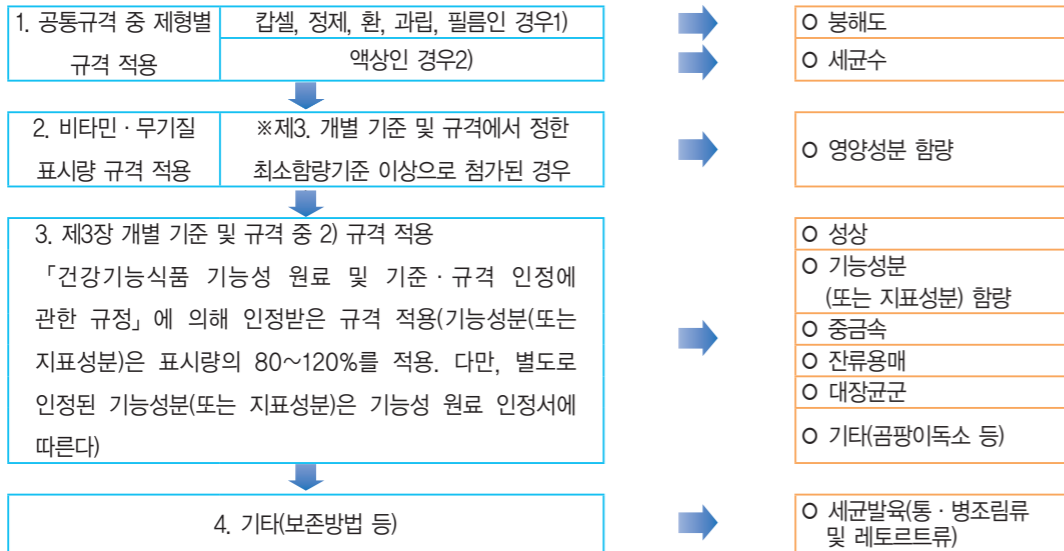 1. 공통규격 중 제형별
규격 적용
캅셀, 정제, 환, 과립, 필름인 경우1)
액상인 경우2)
O 붕해도
O 세균수
2. 비타민 · 무기질
표시량 규격 적용
※제3. 개별 기준 및 규격에서 정한
최소함량기준 이상으로 첨가된 경우
O 영양성분 함량
3. 제3장 개별 기준 및 규격 중 2) 규격 적용
「건강기능식품 기능성 원료 및 기준 · 규격 인정에
관한 규정」에 의해 인정받은 규격 적용(기능성분(또는
지표성분)은 표시량의 80~120%를 적용. 다만, 별도로
인정된 기능성분(또는 지표성분)은 기능성 원료 인정서에
따른다)
O 성상
O 기능성분
(또는 지표성분) 함량
O 중금속
O 잔류용매
O 대장균군
O 기타(곰팡이독소 등)
4. 기타(보존방법 등)
O 세균발육(통 · 병조림류
및 레토르트류)